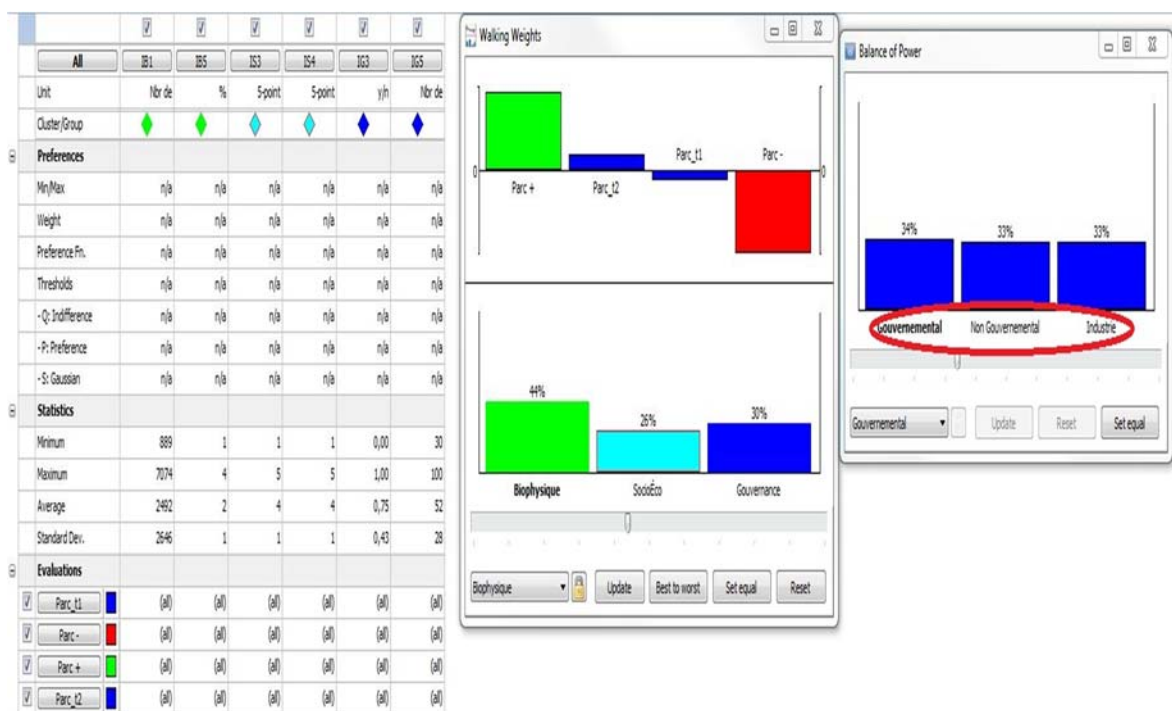 All IB1 IB5 IS3 IS4 IG3 IG5
Unit Nbr de % 5-point 5-point y/n Nbr de
Cluster/Group
Preferences
Min/Max n/a n/a n/a n/a n/a n/a
Weight n/a n/a n/a n/a n/a n/a
Preference Fn. n/a n/a n/a n/a n/a n/a
Thresholds n/a n/a n/a n/a n/a n/a
- Q: Indifference n/a n/a n/a n/a n/a n/a
- P: Preference n/a n/a n/a n/a n/a n/a
- S: Gaussian n/a n/a n/a n/a n/a n/a
Statistics
Minimum 889 1 1 1 0,00 30
Maximum 7074 4 5 5 1,00 100
Average 2492 2 4 4 0,75 52
Standard Dev. 2646 1 1 1 0,43 28
Evaluations
Parc_t1 (all) (all) (all) (all) (all) (all)
Parc - (all) (all) (all) (all) (all) (all)
Parc + (all) (all) (all) (all) (all) (all)
Parc_t2 (all) (all) (all) (all) (all) (all)
Walking Weights
Parc_t1 Parc -
0 0
Parc + Parc_t2
44% 26% 30%
Biophysique SocioÉco Gouvernance
Biophysique Update Best to worst Set equal Reset
Balance of Power
34% 33% 33%
Gouvernemental Non Gouvernemental Industrie
Gouvernemental Update Reset Set equal